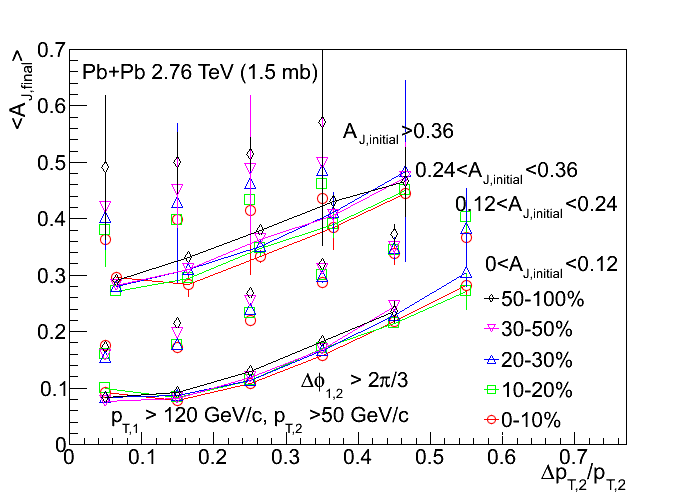 <A_J,final>
0.7
0.6
0.5
0.4
0.3
0.2
0.1
0
Pb+Pb 2.76 TeV (1.5 mb)
A_J,initial>0.36
0.24<A_J,initial<0.36
0.12<A_J,initial<0.24
0<A_J,initial<0.12
50-100%
30-50%
20-30%
10-20%
0-10%
Δϕ_1,2 > 2π/3
p_T,1 > 120 GeV/c, p_T,2 >50 GeV/c
0 0.1 0.2 0.3 0.4 0.5 0.6 0.7
Δp_T,2/p_T,2